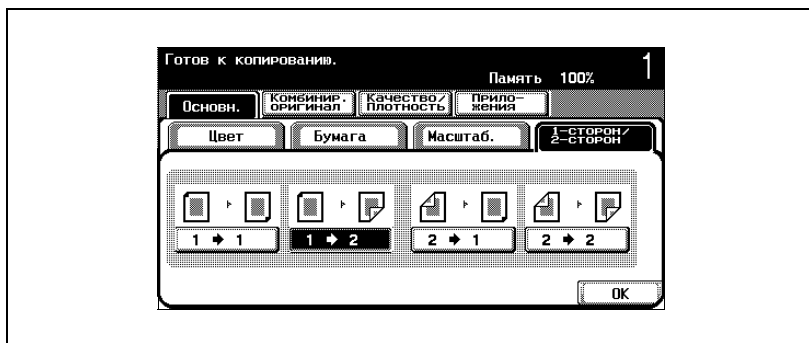 Готов к копированию.
Память 100% 1
Основн. Комбинир. оригинал Качество/ Плотность Прило- жения
Цвет Бумага Масштаб. 1-сторон/ 2-сторон
1 ➔ 1 1 ➔ 2 2 ➔ 1 2 ➔ 2
OK